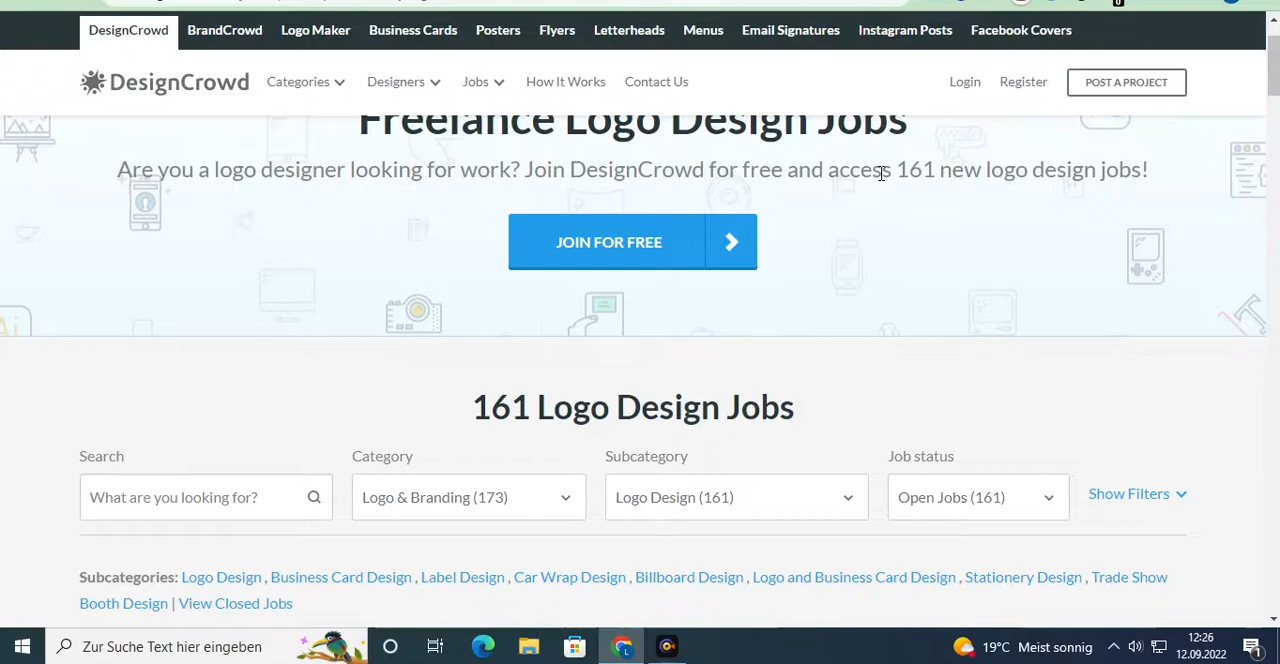 DesignCrowd BrandCrowd Logo Maker Business Cards Posters Flyers Letterheads Menus Email Signatures Instagram Posts Facebook Covers
DesignCrowd Categories Designers Jobs How It Works Contact Us Login Register POST A PROJECT
Freelance Logo Design Jobs
Are you a logo designer looking for work? Join DesignCrowd for free and access 161 new logo design jobs!
JOIN FOR FREE
Ai
161 Logo Design Jobs
Search Category Subcategory Job status
What are you looking for? Logo & Branding (173) Logo Design (161) Open Jobs (161) Show Filters
Subcategories: Logo Design , Business Card Design , Label Design , Car Wrap Design , Billboard Design , Logo and Business Card Design , Stationery Design , Trade Show
Booth Design | View Closed Jobs
Zur Suche Text hier eingeben 19°C Meist sonnig 12:26
12.09.2022 1